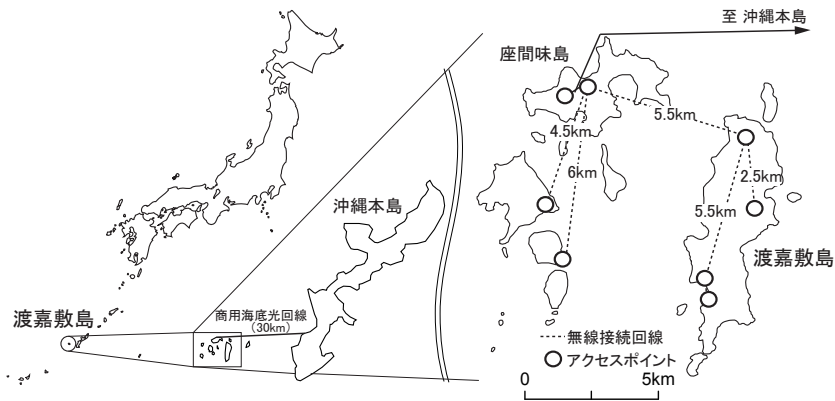 至 沖縄本島
座間味島
5.5km
4.5km
6km
2.5km
5.5km
沖縄本島
渡嘉敷島
商用海底光回線
(30km)
渡嘉敷島
無線接続回線
アクセスポイント
0
5km